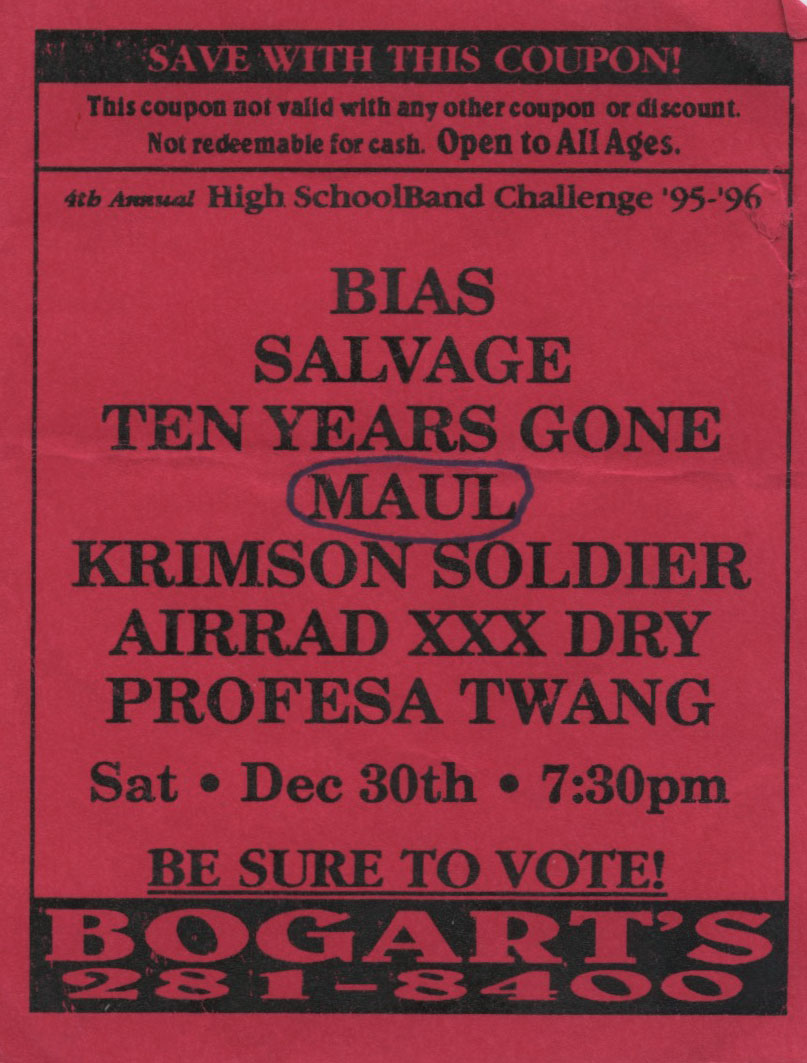 SAVE WITH THIS COUPON!
This coupon not valid with any other coupon or discount.
Not redeemable for cash. Open to All Ages.
4th Annual High SchoolBand Challenge '95-'96
BIAS
SALVAGE
TEN YEARS GONE
MAUL
KRIMSON SOLDIER
AIRRAD XXX DRY
PROFESA TWANG
Sat • Dec 30th • 7:30pm
BE SURE TO VOTE!
BOGART'S
281-8400